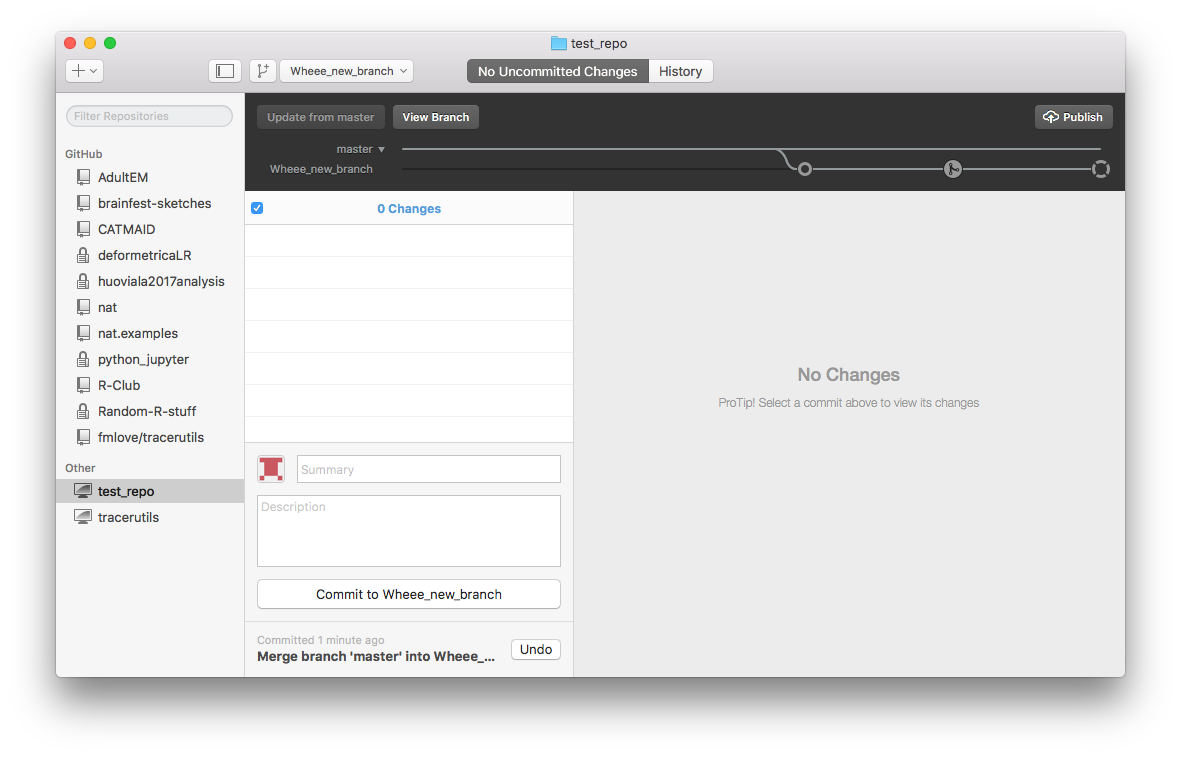 test_repo
Wheee_new_branch
No Uncommitted Changes
History
Filter Repositories
GitHub
AdultEM
brainfest-sketches
CATMAID
deformetricaLR
huoviala2017analysis
nat
nat.examples
python_jupyter
R-Club
Random-R-stuff
fmlove/tracerutils
Other
test_repo
tracerutils
Update from master
View Branch
Publish
master
Wheee_new_branch
0 Changes
Summary
Description
Commit to Wheee_new_branch
Committed 1 minute ago
Merge branch 'master' into Wheee_...
Undo
No Changes
ProTip! Select a commit above to view its changes